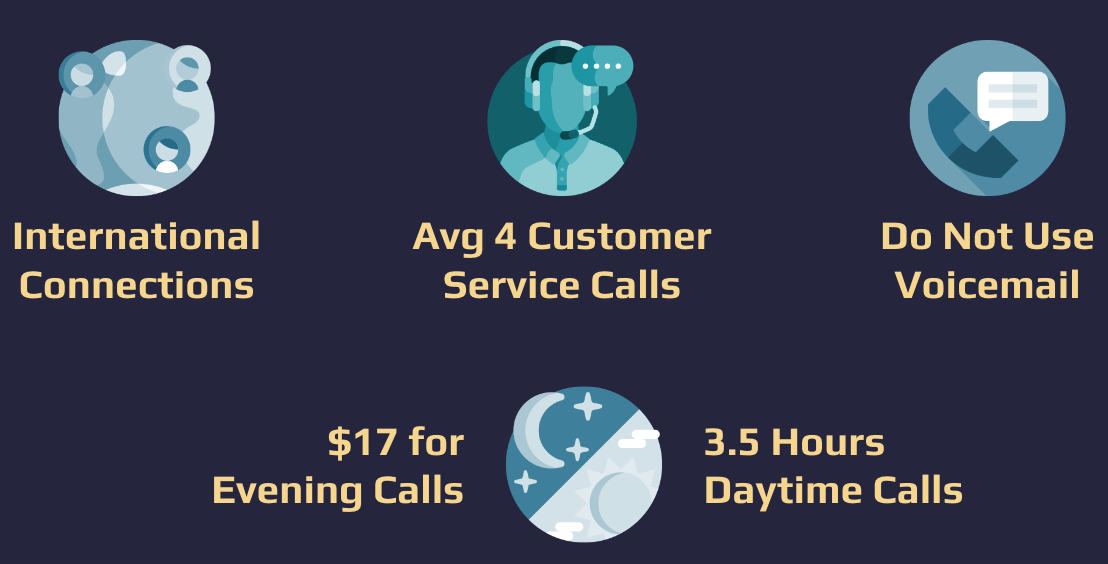 International
Connections
Avg 4 Customer
Service Calls
Do Not Use
Voicemail
$17 for
Evening Calls
3.5 Hours
Daytime Calls